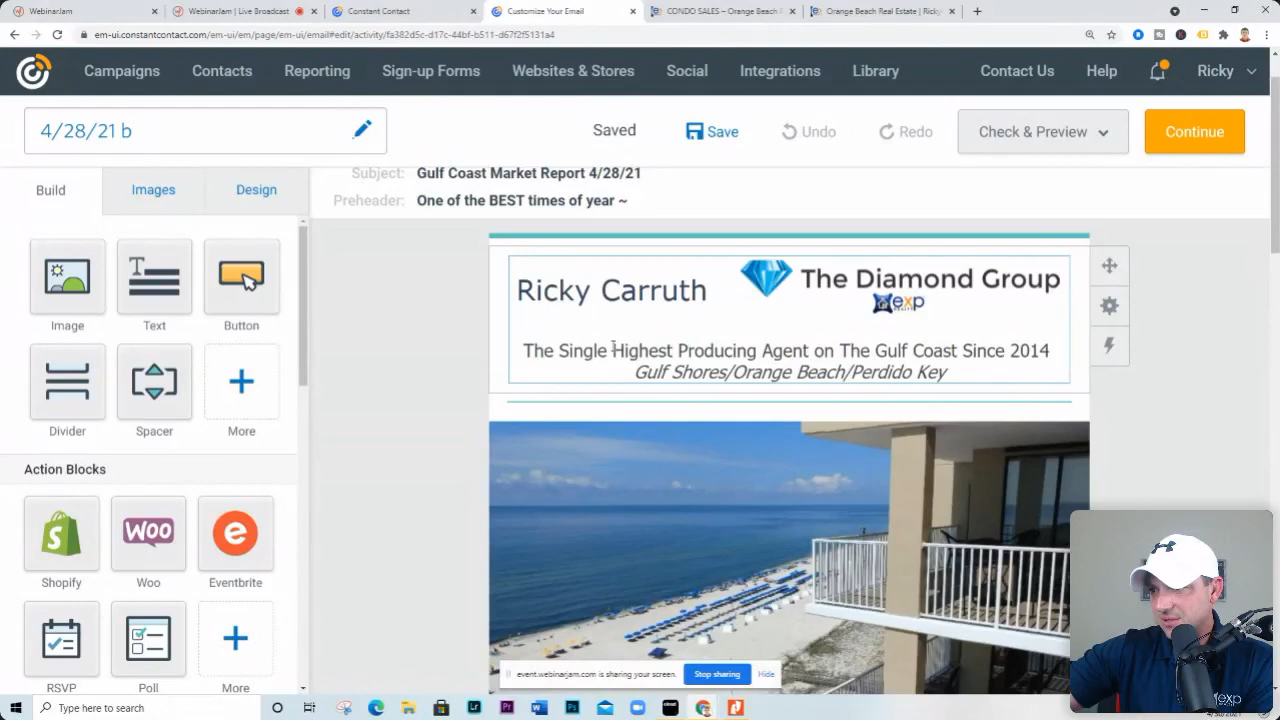 WebinarJam
WebinarJam | Live Broadcast
Constant Contact
Customize Your Email
CONDO SALES – Orange Beach
Orange Beach Real Estate | Ricky
em-ui.constantcontact.com/em-ui/em/page/em-ui/email#edit/activity/fa382d5c-d17c-44bf-b511-d67f2f5131a4
Campaigns
Contacts
Reporting
Sign-up Forms
Websites & Stores
Social
Integrations
Library
Contact Us
Help
Ricky
4/28/21 b
Saved
Save
Undo
Redo
Check & Preview
Continue
Build
Images
Design
Subject: Gulf Coast Market Report 4/28/21
Preheader: One of the BEST times of year ~
Image
Text
Button
Divider
Spacer
More
Action Blocks
Shopify
Woo
Eventbrite
RSVP
Poll
More
Ricky Carruth
The Diamond Group
exp
REALTY
The Single Highest Producing Agent on The Gulf Coast Since 2014
Gulf Shores/Orange Beach/Perdido Key
event.webinarjam.com is sharing your screen.
Stop sharing
Hide
exp
Type here to search